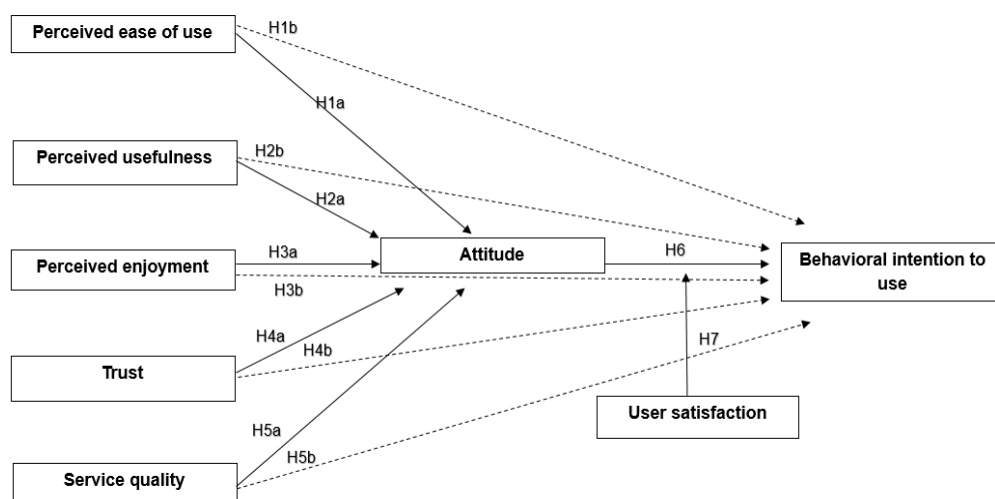 Perceived ease of use
H1b
H1a
Perceived usefulness
H2b
H2a
Perceived enjoyment
H3a
Attitude
H6
Behavioral intention to
use
H3b
H4a
H4b
H7
Trust
User satisfaction
H5a
H5b
Service quality